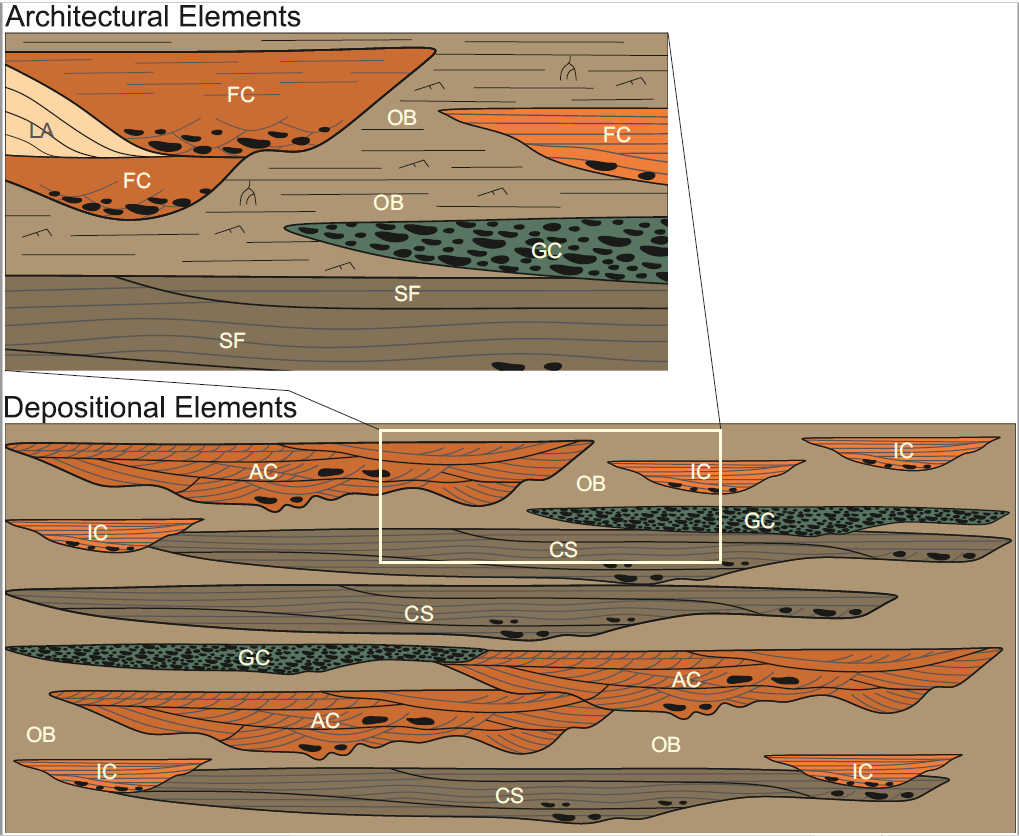 Architectural Elements
FC
OB
LA
FC
FC
OB
GC
SF
SF
Depositional Elements
IC
AC
IC
OB
GC
IC
CS
CS
GC
AC
AC
OB
OB
IC
IC
CS